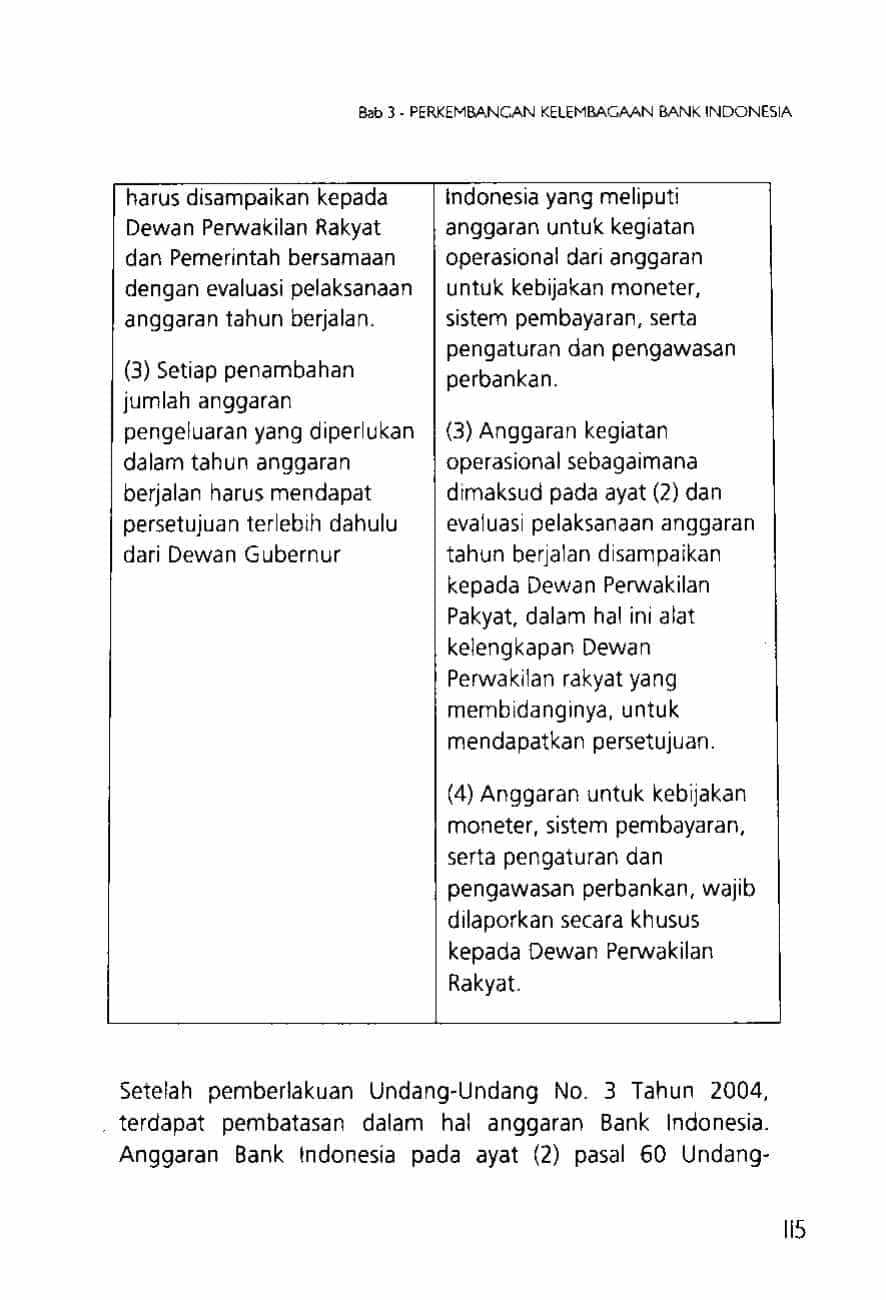 Bab 3 - PERKEMBANGAN KELEMBAGAAN BANK INDONESIA
harus disampaikan kepada
Dewan Perwakilan Rakyat
dan Pemerintah bersamaan
dengan evaluasi pelaksanaan
anggaran tahun berjalan.
(3) Setiap penambahan
jumlah anggaran
pengeluaran yang diperlukan
dalam tahun anggaran
berjalan harus mendapat
persetujuan terlebih dahulu
dari Dewan Gubernur
Indonesia yang meliputi
anggaran untuk kegiatan
operasional dari anggaran
untuk kebijakan moneter,
sistem pembayaran, serta
pengaturan dan pengawasan
perbankan.
(3) Anggaran kegiatan
operasional sebagaimana
dimaksud pada ayat (2) dan
evaluasi pelaksanaan anggaran
tahun berjalan disampaikan
kepada Dewan Perwakilan
Pakyat, dalam hal ini alat
kelengkapan Dewan
Perwakilan rakyat yang
membidanginya, untuk
mendapatkan persetujuan.
(4) Anggaran untuk kebijakan
moneter, sistem pembayaran,
serta pengaturan dan
pengawasan perbankan, wajib
dilaporkan secara khusus
kepada Dewan Perwakilan
Rakyat.
Setelah pemberlakuan Undang-Undang No. 3 Tahun 2004,
terdapat pembatasan dalam hal anggaran Bank Indonesia.
Anggaran Bank Indonesia pada ayat (2) pasal 60 Undang-
115